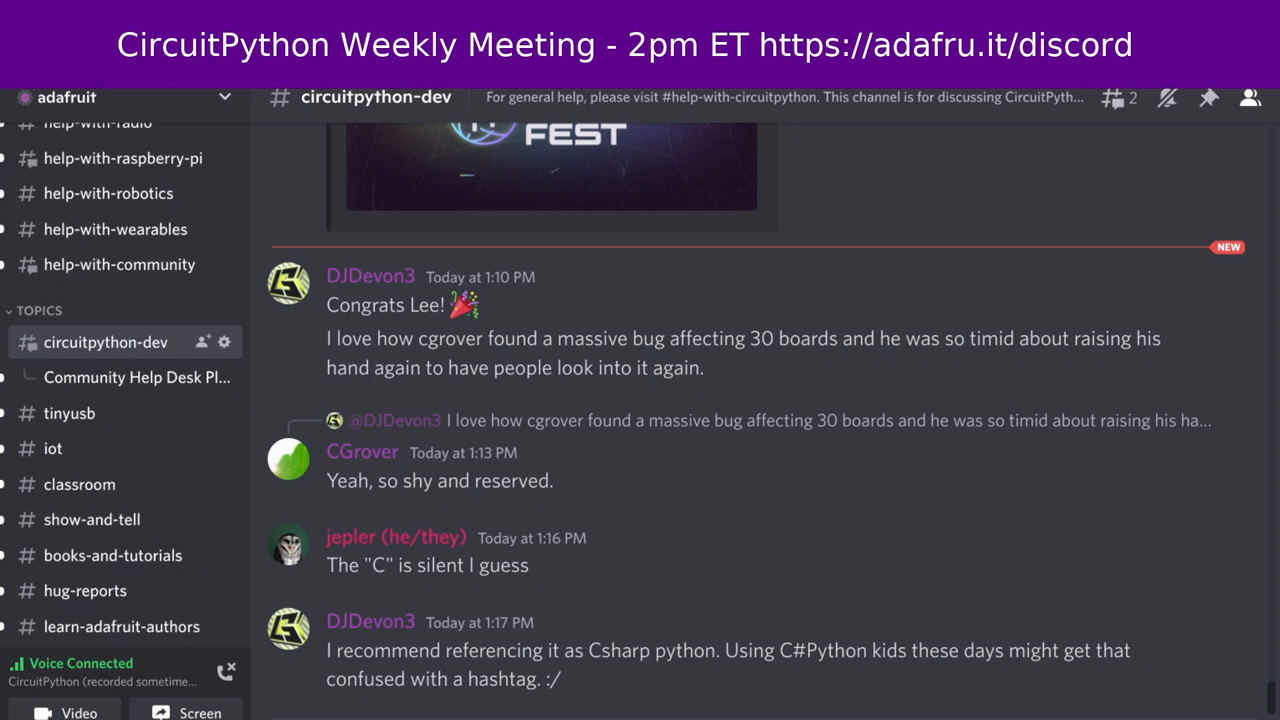 CircuitPython Weekly Meeting - 2pm ET https://adafru.it/discord
adafruit
help-with-radio
help-with-raspberry-pi
help-with-robotics
help-with-wearables
help-with-community
TOPICS
circuitpython-dev
Community Help Desk Pl...
tinyusb
iot
classroom
show-and-tell
books-and-tutorials
hug-reports
learn-adafruit-authors
Voice Connected
CircuitPython (recorded sometime...
Video
Screen
# circuitpython-dev
For general help, please visit #help-with-circuitpython. This channel is for discussing CircuitPyth...
2
FEST
NEW
DJDevon3 Today at 1:10 PM
Congrats Lee! 🎉
I love how cgrover found a massive bug affecting 30 boards and he was so timid about raising his
hand again to have people look into it again.
@DJDevon3 I love how cgrover found a massive bug affecting 30 boards and he was so timid about raising his ha...
CGrover Today at 1:13 PM
Yeah, so shy and reserved.
jepler (he/they) Today at 1:16 PM
The "C" is silent I guess
DJDevon3 Today at 1:17 PM
I recommend referencing it as Csharp python. Using C#Python kids these days might get that
confused with a hashtag. :/